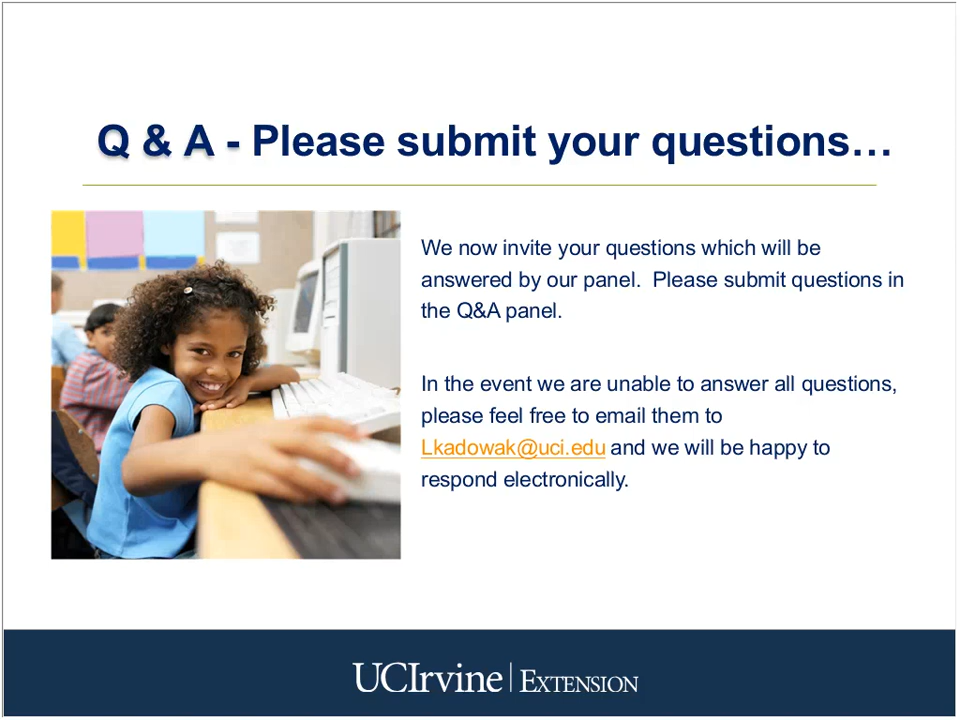 Q & A - Please submit your questions…
We now invite your questions which will be
answered by our panel.  Please submit questions in
the Q&A panel.
In the event we are unable to answer all questions,
please feel free to email them to
Lkadowak@uci.edu and we will be happy to
respond electronically.
UCIrvine | EXTENSION